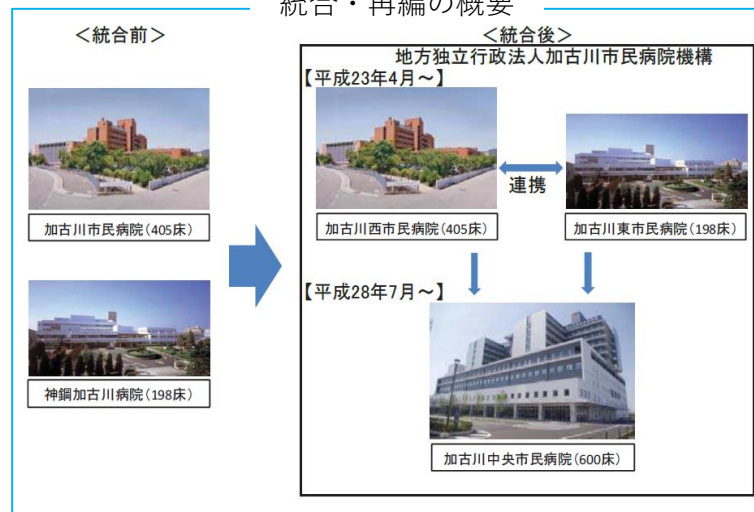 統合・再編の概要
＜統合前＞
加古川市民病院(405床)
神鋼加古川病院(198床)
＜統合後＞
地方独立行政法人加古川市民病院機構
【平成23年4月～】
連携
加古川西市民病院(405床)
加古川東市民病院(198床)
【平成28年7月～】
加古川中央市民病院(600床)